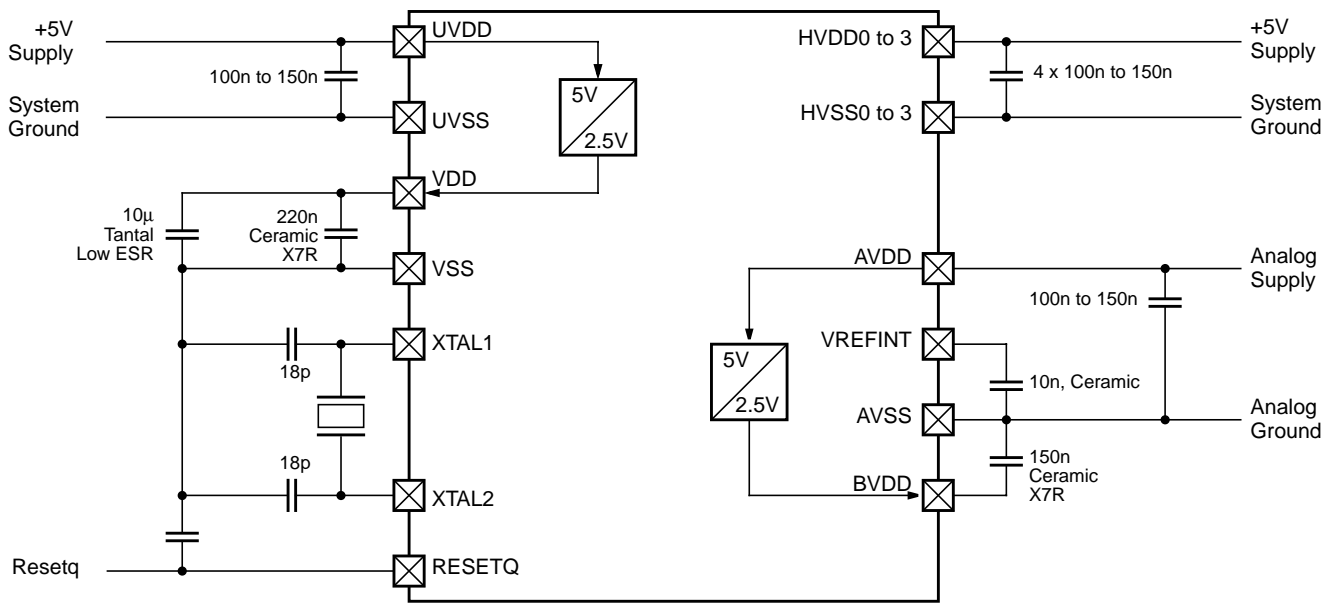 +5V
Supply
UVDD
100n to 150n
System
Ground
UVSS
5V
2.5V
VDD
10μ
Tantal
Low ESR
220n
Ceramic
X7R
VSS
XTAL1
18p
18p
XTAL2
Resetq
RESETQ
HVDD0 to 3
+5V
Supply
4 x 100n to 150n
HVSS0 to 3
System
Ground
AVDD
Analog
Supply
100n to 150n
VREFINT
5V
2.5V
10n, Ceramic
AVSS
Analog
Ground
150n
Ceramic
X7R
BVDD